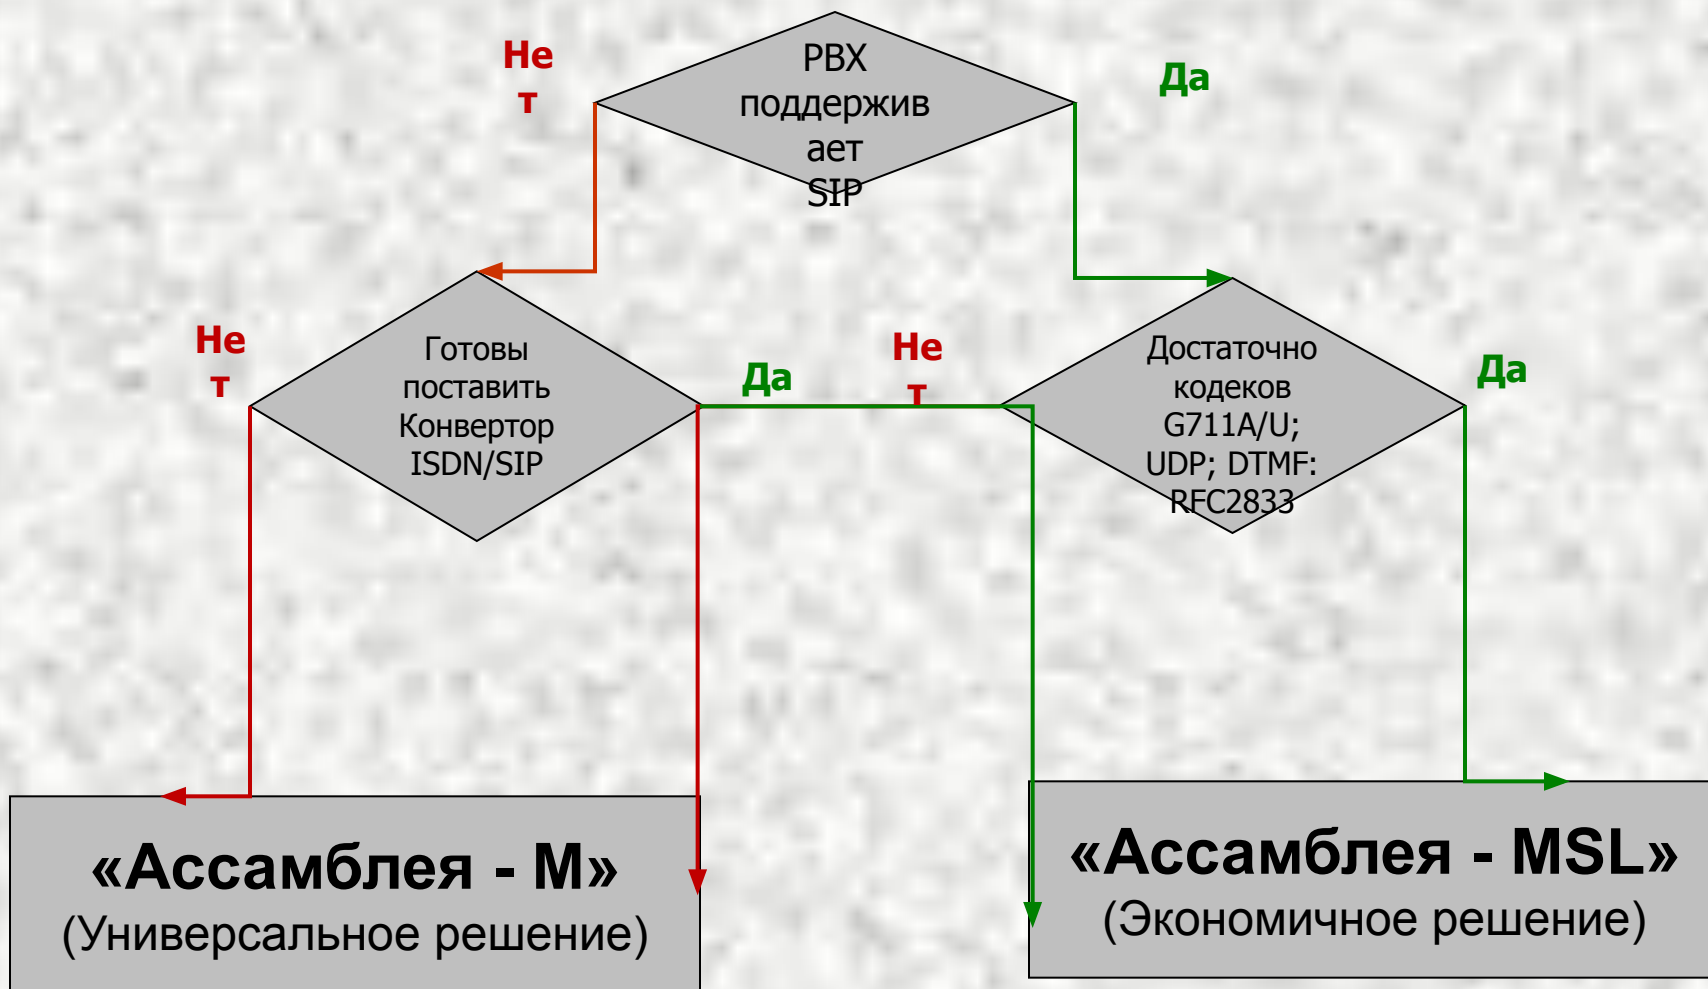 Не
т
PBX
поддержив
ает
SIP
Да
Не
т
Готовы
поставить
Конвертор
ISDN/SIP
Да
Не
т
Достаточно
кодеков
G711A/U;
UDP; DTMF:
RFC2833
Да
«Ассамблея - М»
(Универсальное решение)
«Ассамблея - MSL»
(Экономичное решение)